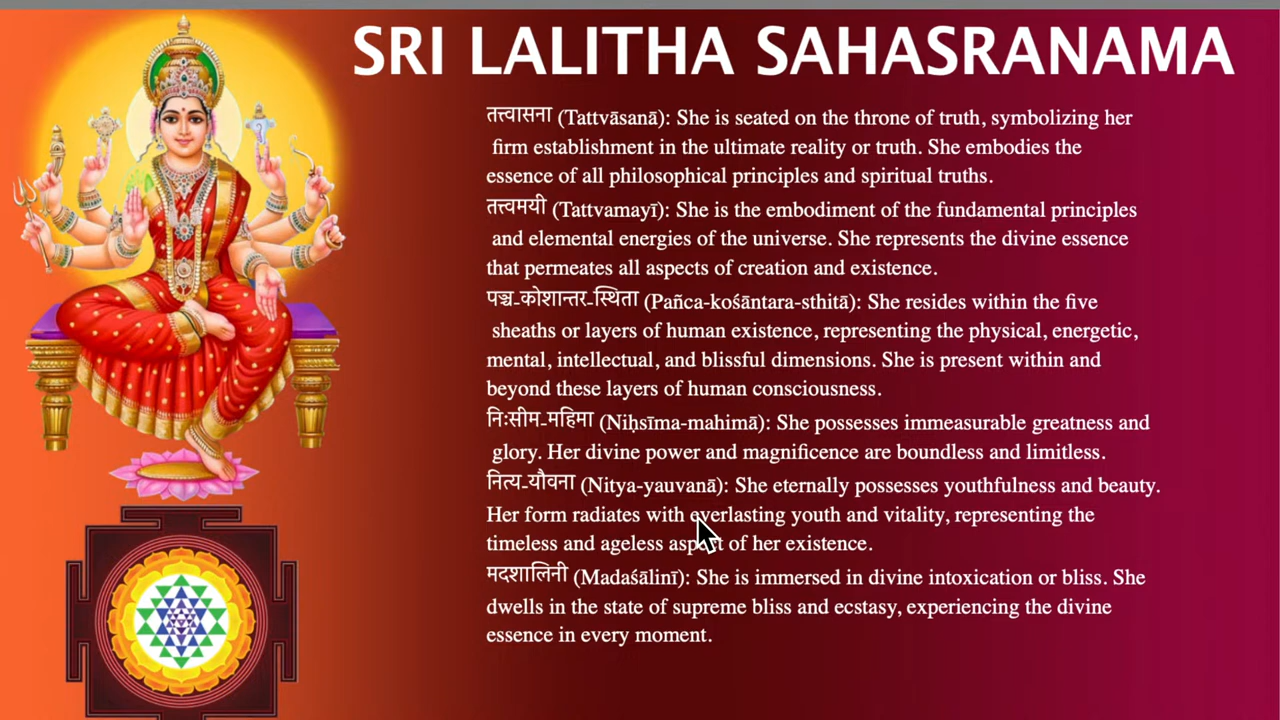 SRI LALITHA SAHASRANAMA
तत्त्वासना (Tattvāsanā): She is seated on the throne of truth, symbolizing her
firm establishment in the ultimate reality or truth. She embodies the
essence of all philosophical principles and spiritual truths.
तत्त्वमयी (Tattvamayī): She is the embodiment of the fundamental principles
and elemental energies of the universe. She represents the divine essence
that permeates all aspects of creation and existence.
पञ्च-कोशान्तर-स्थिता (Pañca-kośāntara-sthitā): She resides within the five
sheaths or layers of human existence, representing the physical, energetic,
mental, intellectual, and blissful dimensions. She is present within and
beyond these layers of human consciousness.
निःसीम-महिमा (Niḥsīma-mahimā): She possesses immeasurable greatness and
glory. Her divine power and magnificence are boundless and limitless.
नित्य-यौवना (Nitya-yauvanā): She eternally possesses youthfulness and beauty.
Her form radiates with everlasting youth and vitality, representing the
timeless and ageless aspect of her existence.
मदशालिनी (Madaśālinī): She is immersed in divine intoxication or bliss. She
dwells in the state of supreme bliss and ecstasy, experiencing the divine
essence in every moment.